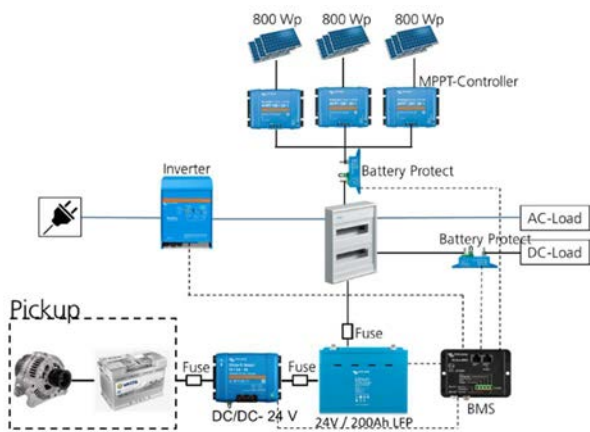 800 Wp 800 Wp 800 Wp
MPPT-Controller
Battery Protect
Inverter
AC-Load
Battery Protect
DC-Load
Pickup
Fuse
Fuse
Fuse
DC/DC- 24 V
24V / 200Ah LFP
BMS